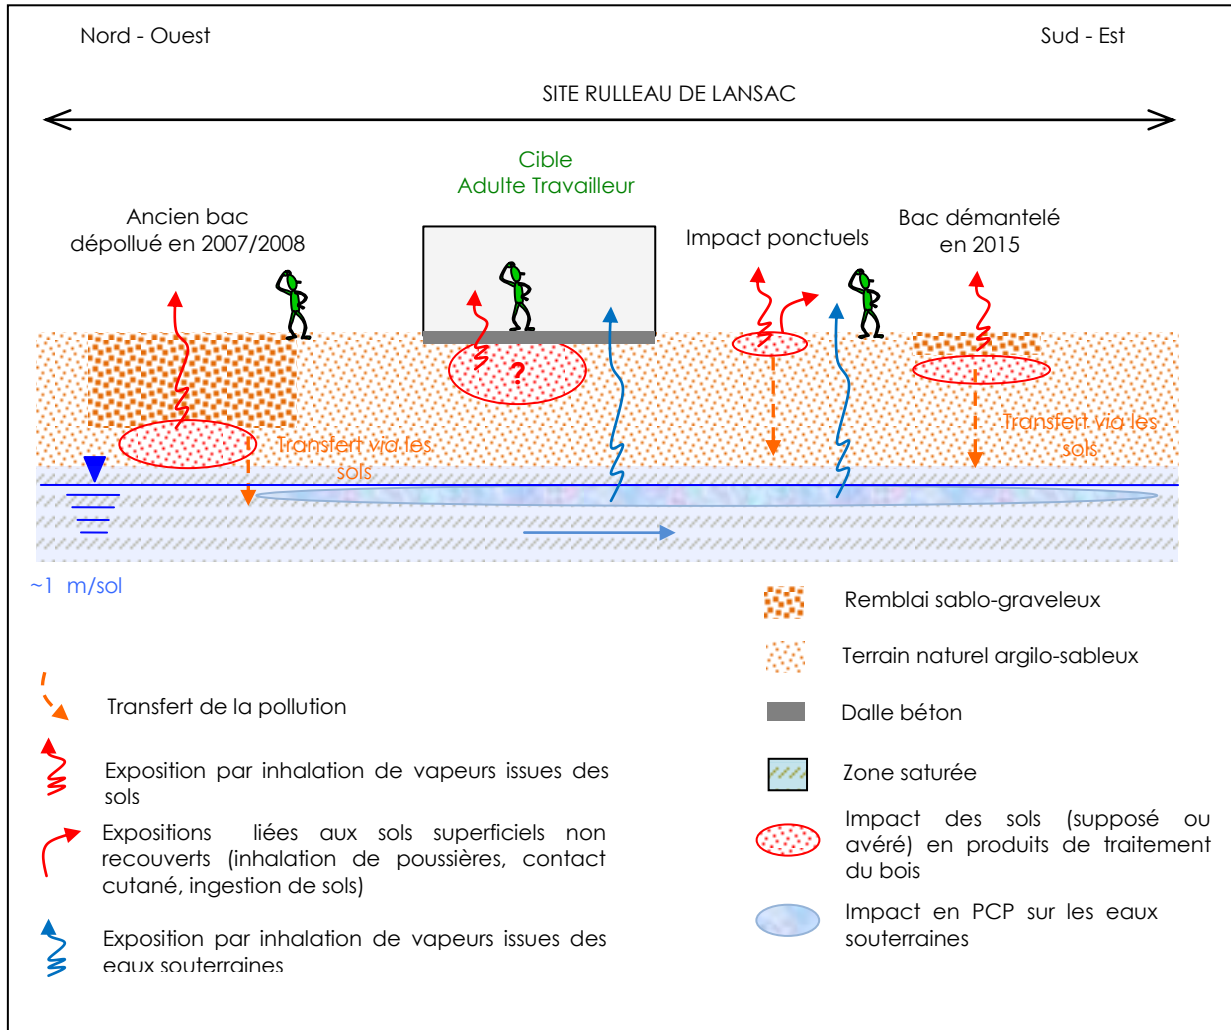 Nord - Ouest
Sud - Est
SITE RULLEAU DE LANSAC
Cible
Adulte Travailleur
Ancien bac
dépollué en 2007/2008
Impact ponctuels
Bac démantelé
en 2015
?
Transfert via les
sols
Transfert via les
sols
~1 m/sol
Remblai sablo-graveleux
Terrain naturel argilo-sableux
Transfert de la pollution
Dalle béton
Exposition par inhalation de vapeurs issues des
sols
Zone saturée
Expositions liées aux sols superficiels non
recouverts (inhalation de poussières, contact
cutané, ingestion de sols)
Impact des sols (supposé ou
avéré) en produits de traitement
du bois
Exposition par inhalation de vapeurs issues des
eaux souterraines
Impact en PCP sur les eaux
souterraines